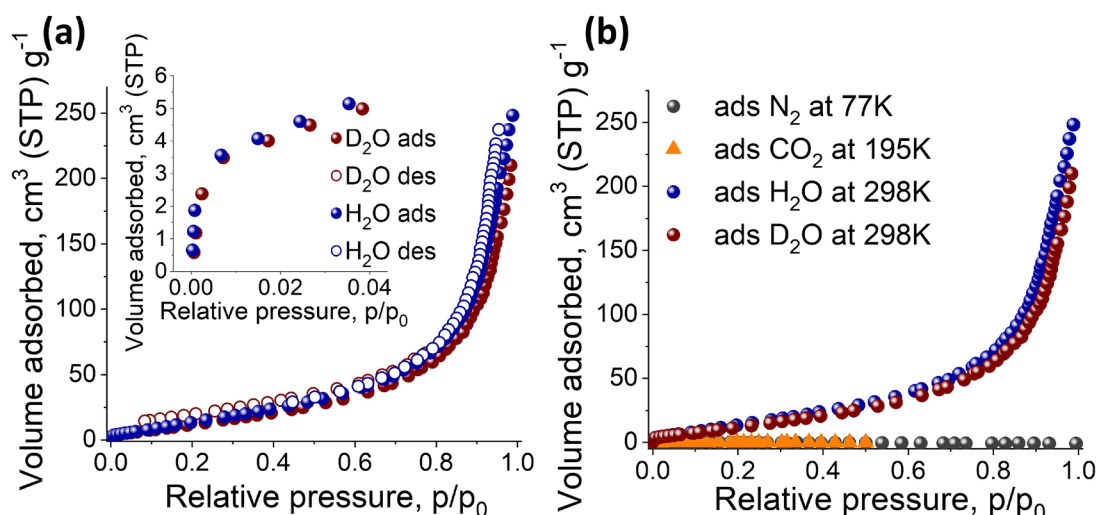 (a)
Volume adsorbed, cm³ (STP) g⁻¹
250
200
150
100
50
0
0.0 0.2 0.4 0.6 0.8 1.0
Relative pressure, p/p₀
Volume adsorbed, cm³ (STP)
6
5
4
3
2
1
0
0.00 0.02 0.04
Relative pressure, p/p₀
D₂O ads
D₂O des
H₂O ads
H₂O des
(b)
Volume adsorbed, cm³ (STP) g⁻¹
250
200
150
100
50
0
0.0 0.2 0.4 0.6 0.8 1.0
Relative pressure, p/p₀
ads N₂ at 77K
ads CO₂ at 195K
ads H₂O at 298K
ads D₂O at 298K